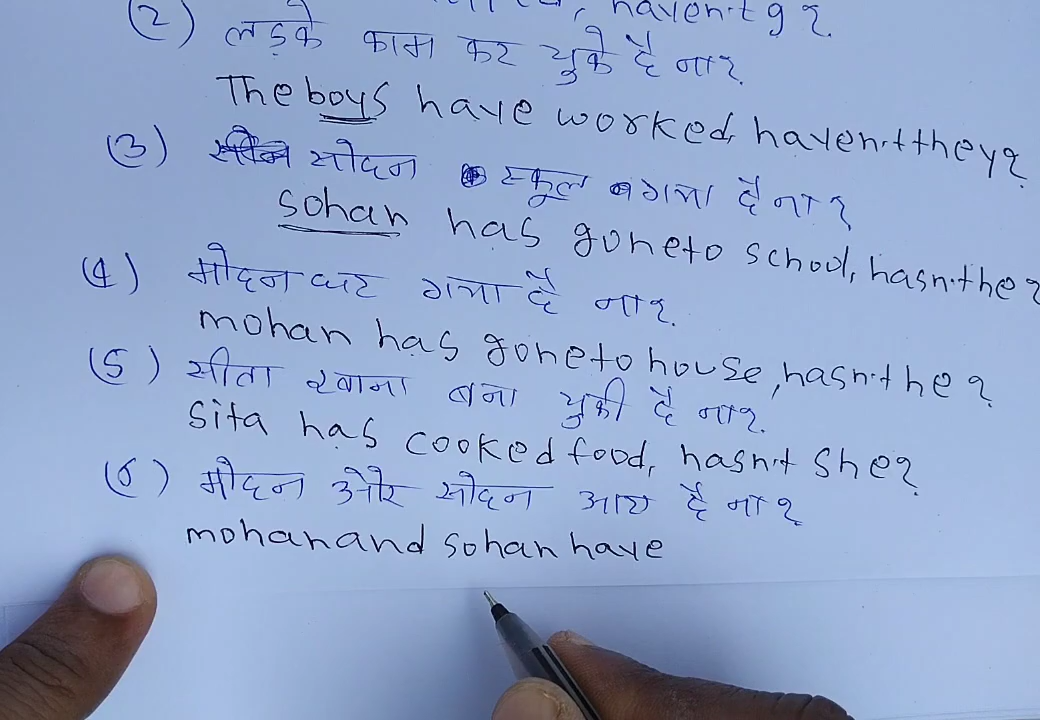 haven't I?
(2) लड़के काम कर चुके है ना?
The boys have worked, haven't they?
(3) सोहन स्कूल गया है ना?
sohan has gone to school, hasn't he?
(4) मोहन घर गया है ना?
mohan has gone to house, hasn't he?
(5) सीता खाना बना चुकी है ना?
Sita has cooked food, hasn't she?
(6) मोहन और सोहन आए है ना?
mohan and sohan have